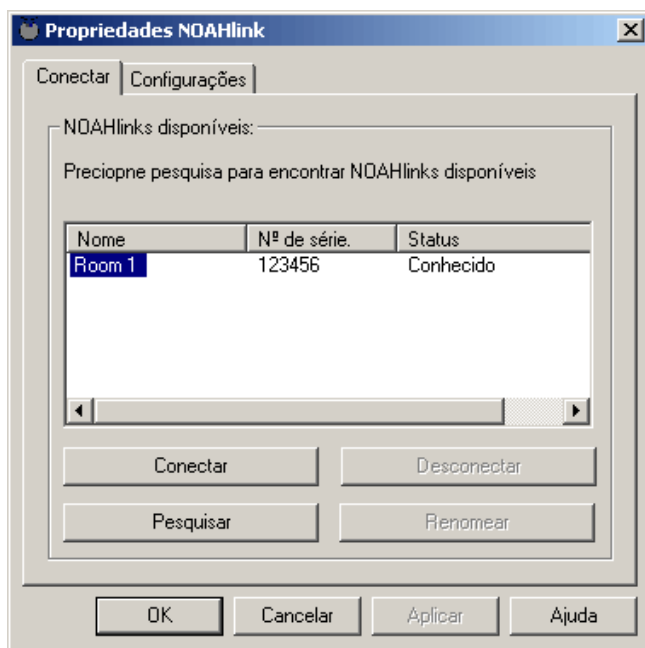 Propriedades NOAHlink
Conectar Configurações
NOAHlinks disponíveis:
Preciopne pesquisa para encontrar NOAHlinks disponíveis
Nome Nº de série. Status
Room 1 123456 Conhecido
Conectar Desconectar
Pesquisar Renomear
OK Cancelar Aplicar Ajuda